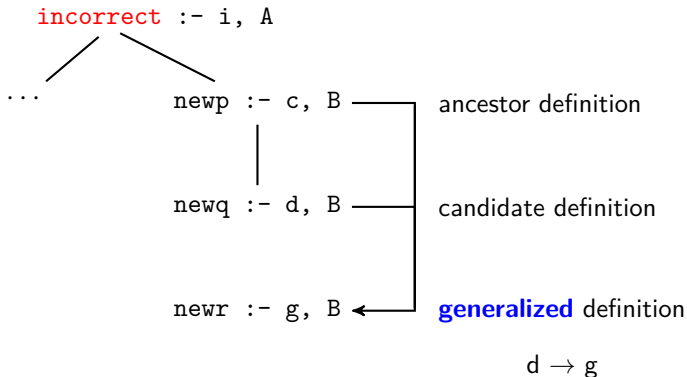 incorrect :- i, A
...
newp :- c, B ancestor definition
newq :- d, B candidate definition
newr :- g, B generalized definition
d → g